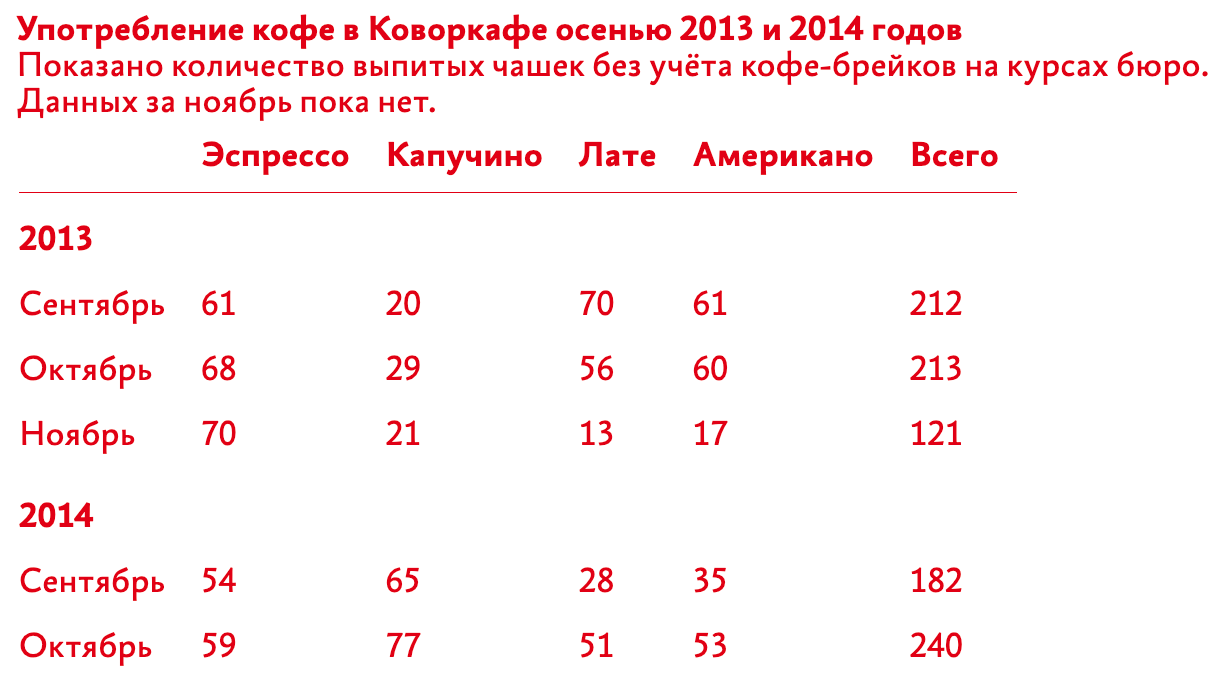 Употребление кофе в Коворкафе осенью 2013 и 2014 годов
Показано количество выпитых чашек без учёта кофе-брейков на курсах бюро.
Данных за ноябрь пока нет.
Эспрессо Капучино Лате Американо Всего
2013
Сентябрь 61 20 70 61 212
Октябрь 68 29 56 60 213
Ноябрь 70 21 13 17 121
2014
Сентябрь 54 65 28 35 182
Октябрь 59 77 51 53 240